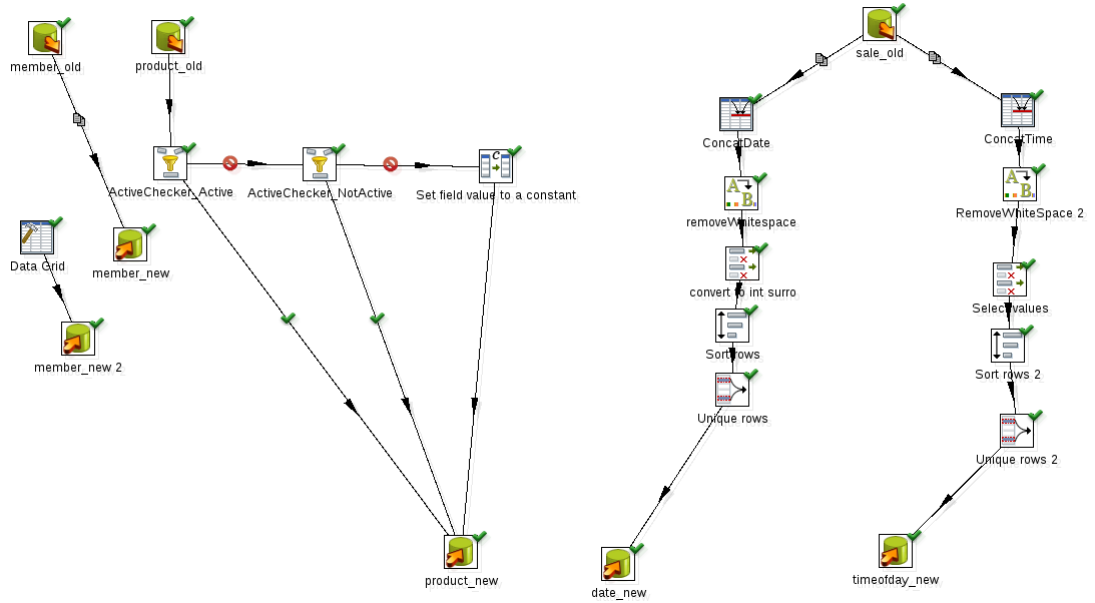 member_old
product_old
sale_old
ConcatDate
ConcatTime
ActiveChecker_Active
ActiveChecker_NotActive
Set field value to a constant
removeWhitespace
RemoveWhiteSpace 2
Data Grid
member_new
convert to int surro
Select values
member_new 2
Sort rows
Sort rows 2
Unique rows
Unique rows 2
product_new
date_new
timeofday_new